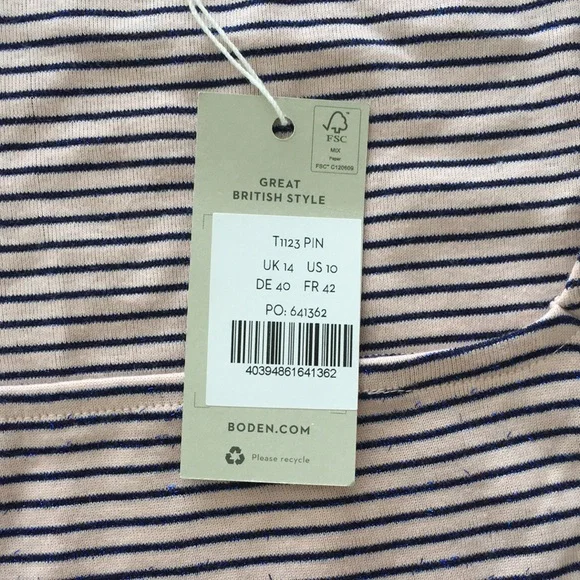 FSC
MIX
Paper
FSC® C120609
GREAT
BRITISH STYLE
T1123 PIN
UK 14 US 10
DE 40 FR 42
PO: 641362
40394861641362
BODEN.COM
Please recycle